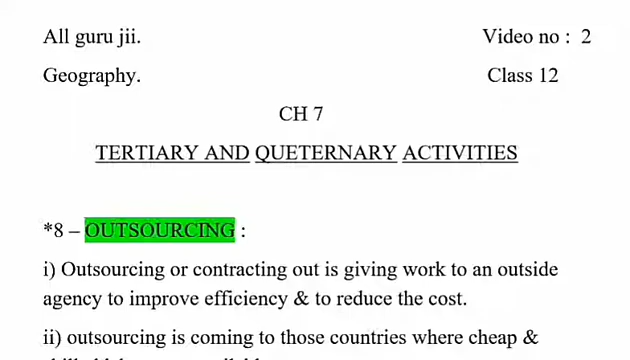 All guru jii. Video no : 2
Geography. Class 12
CH 7
TERTIARY AND QUETERNARY ACTIVITIES
*8 – OUTSOURCING :
i) Outsourcing or contracting out is giving work to an outside
agency to improve efficiency & to reduce the cost.
ii) outsourcing is coming to those countries where cheap &